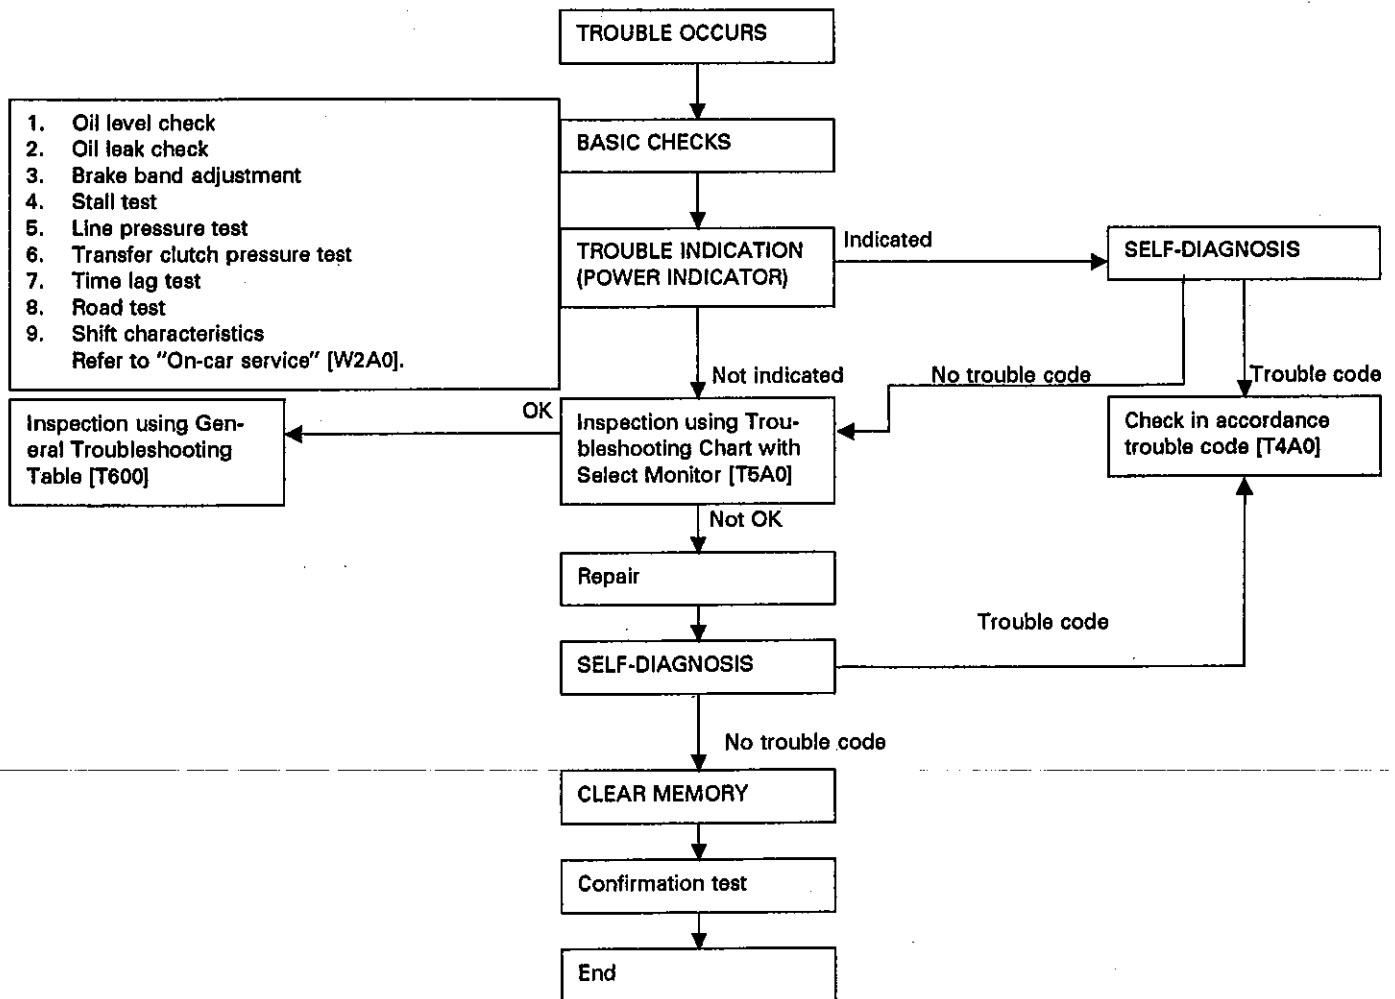 TROUBLE OCCURS
1. Oil level check
2. Oil leak check
3. Brake band adjustment
4. Stall test
5. Line pressure test
6. Transfer clutch pressure test
7. Time lag test
8. Road test
9. Shift characteristics
Refer to "On-car service" [W2A0].
BASIC CHECKS
TROUBLE INDICATION
(POWER INDICATOR)
Indicated
SELF-DIAGNOSIS
Not indicated
No trouble code
Trouble code
Inspection using Gen-
eral Troubleshooting
Table [T600]
OK
Inspection using Trou-
bleshooting Chart with
Select Monitor [T5A0]
Check in accordance
trouble code [T4A0]
Not OK
Repair
Trouble code
SELF-DIAGNOSIS
No trouble code
CLEAR MEMORY
Confirmation test
End